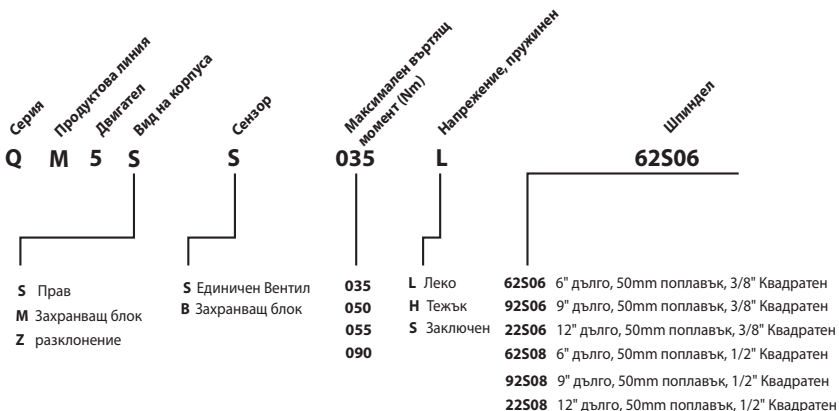 Серия
Продуктова линия
Двигател
Вид на корпуса
Сензор
Максимален въртящ
момент (Nm)
Напрежение, пружинен
Шпиндел
Q M 5 S S 035 L 62S06
S Прав
M Захранващ блок
Z разклонение
S Единичен Вентил
B Захранващ блок
035
050
055
090
L Леко
H Тежък
S Заключен
62S06 6" дълго, 50mm поплавък, 3/8" Квадратен
92S06 9" дълго, 50mm поплавък, 3/8" Квадратен
22S06 12" дълго, 50mm поплавък, 3/8" Квадратен
62S08 6" дълго, 50mm поплавък, 1/2" Квадратен
92S08 9" дълго, 50mm поплавък, 1/2" Квадратен
22S08 12" дълго, 50mm поплавък, 1/2" Квадратен